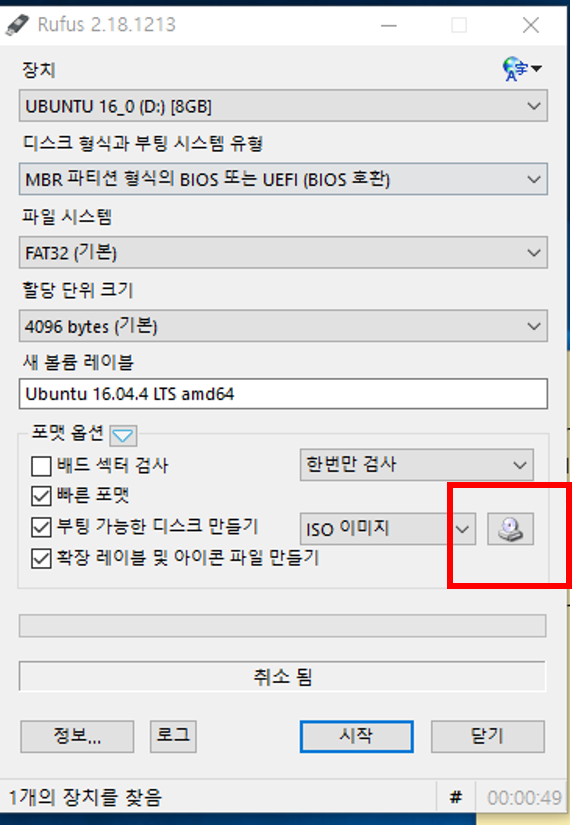 Rufus 2.18.1213
장치
UBUNTU 16_0 (D:) [8GB]
디스크 형식과 부팅 시스템 유형
MBR 파티션 형식의 BIOS 또는 UEFI (BIOS 호환)
파일 시스템
FAT32 (기본)
할당 단위 크기
4096 bytes (기본)
새 볼륨 레이블
Ubuntu 16.04.4 LTS amd64
포맷 옵션
배드 섹터 검사 한번만 검사
빠른 포맷
부팅 가능한 디스크 만들기 ISO 이미지
확장 레이블 및 아이콘 파일 만들기
취소 됨
정보... 로그 시작 닫기
1개의 장치를 찾음 # 00:00:49